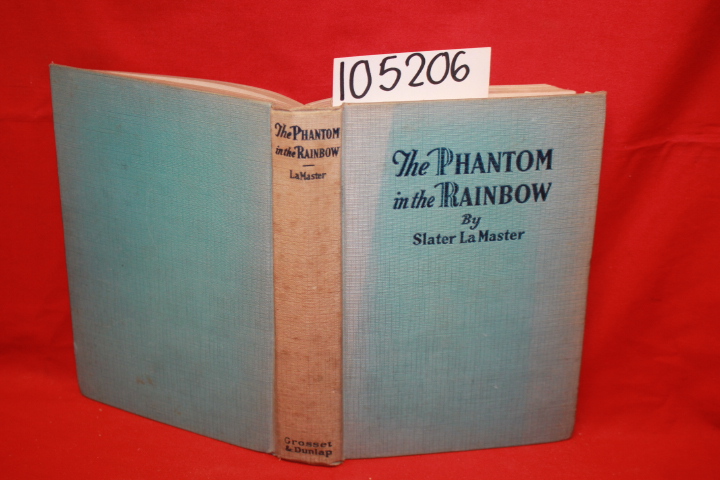 105206
The PHANTOM
in the RAINBOW
LaMaster
Grosset
& Dunlap
The PHANTOM
in the RAINBOW
By
Slater La Master